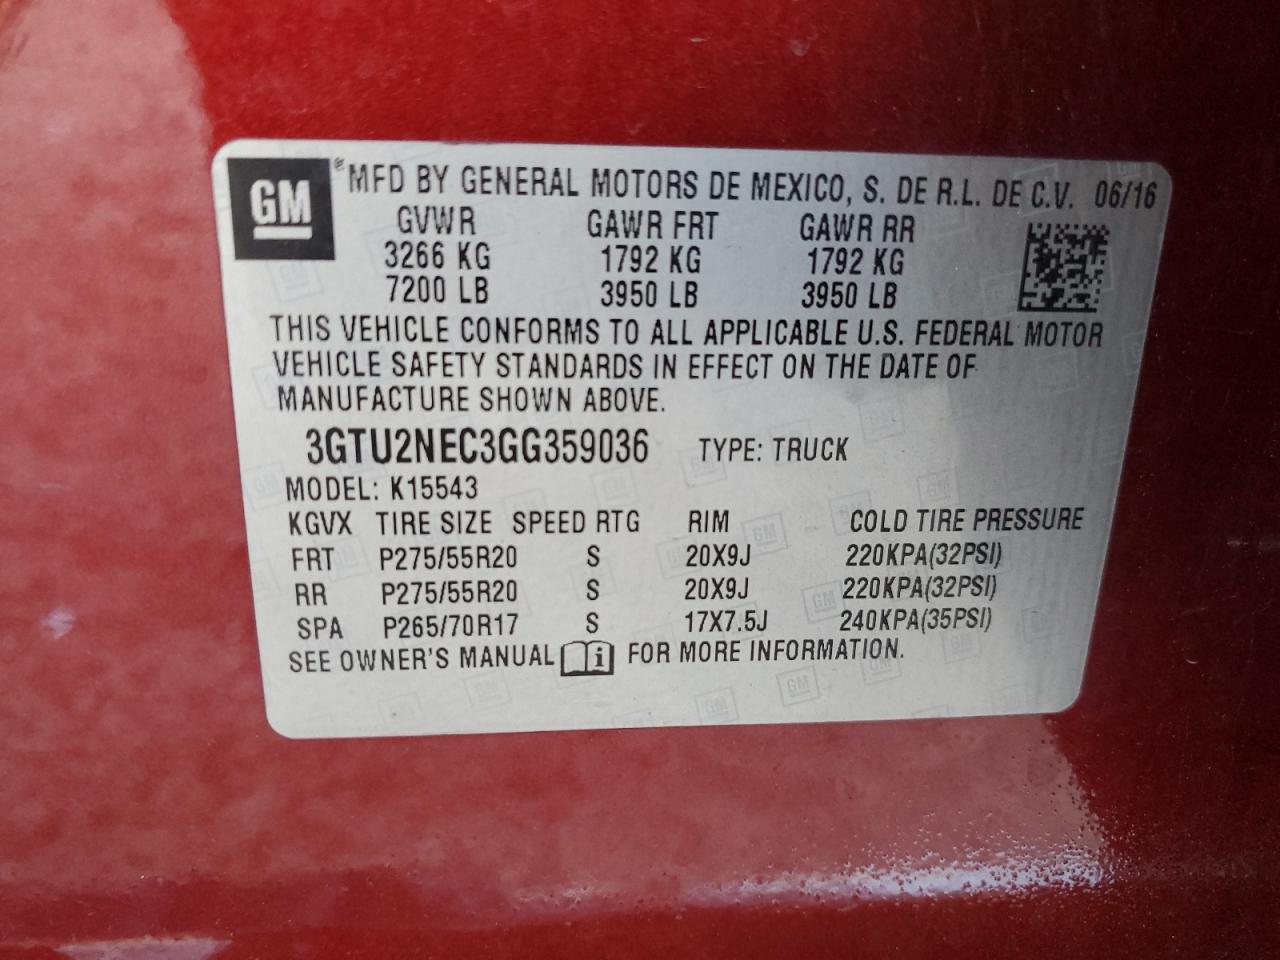 GM ® MFD BY GENERAL MOTORS DE MEXICO, S. DE R.L. DE C.V. 06/16
GVWR GAWR FRT GAWR RR
3266 KG 1792 KG 1792 KG
7200 LB 3950 LB 3950 LB
THIS VEHICLE CONFORMS TO ALL APPLICABLE U.S. FEDERAL MOTOR
VEHICLE SAFETY STANDARDS IN EFFECT ON THE DATE OF
MANUFACTURE SHOWN ABOVE.
3GTU2NEC3GG359036 TYPE: TRUCK
MODEL: K15543
KGVX TIRE SIZE SPEED RTG RIM COLD TIRE PRESSURE
FRT P275/55R20 S 20X9J 220KPA(32PSI)
RR P275/55R20 S 20X9J 220KPA(32PSI)
SPA P265/70R17 S 17X7.5J 240KPA(35PSI)
SEE OWNER'S MANUAL i FOR MORE INFORMATION.